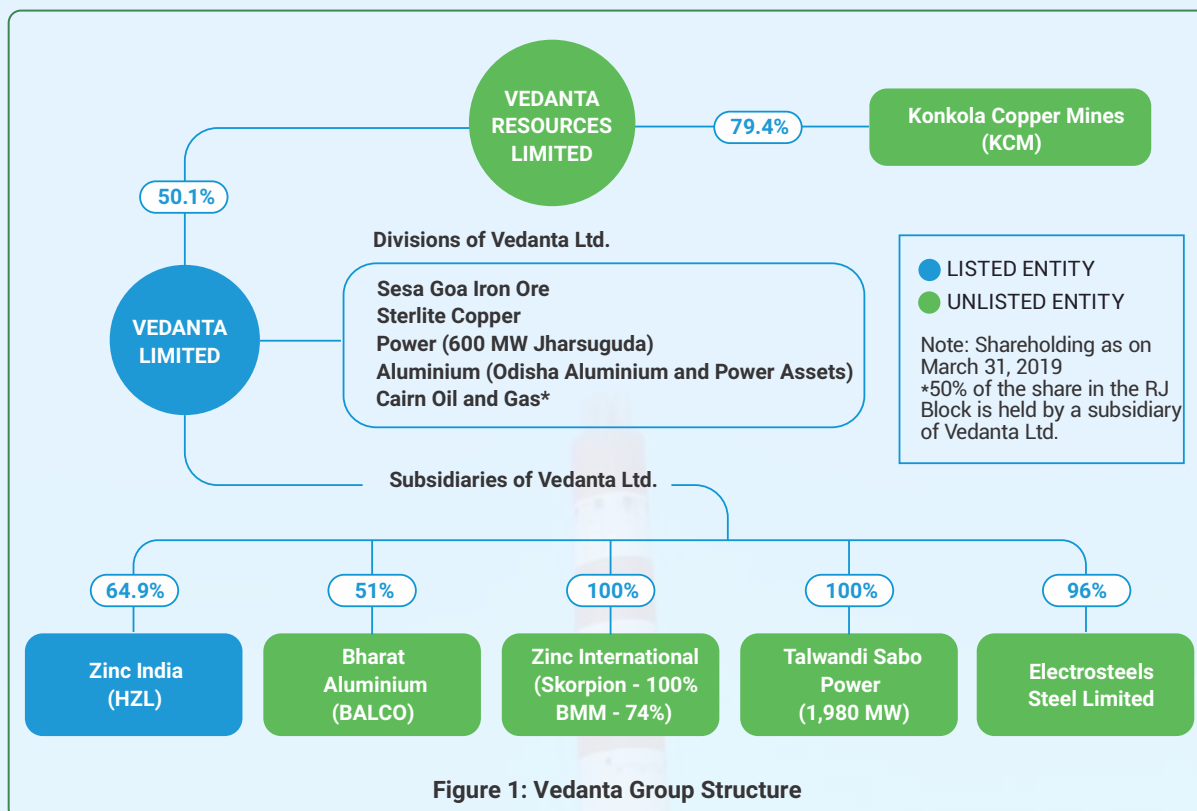 VEDANTA
RESOURCES
LIMITED
79.4%
Konkola Copper Mines
(KCM)
50.1%
Divisions of Vedanta Ltd.
VEDANTA
LIMITED
Sesa Goa Iron Ore
Sterlite Copper
Power (600 MW Jharsuguda)
Aluminium (Odisha Aluminium and Power Assets)
Cairn Oil and Gas*
LISTED ENTITY
UNLISTED ENTITY
Note: Shareholding as on
March 31, 2019
*50% of the share in the RJ
Block is held by a subsidiary
of Vedanta Ltd.
Subsidiaries of Vedanta Ltd.
64.9%
51%
100%
100%
96%
Zinc India
(HZL)
Bharat
Aluminium
(BALCO)
Zinc International
(Skorpion - 100%
BMM - 74%)
Talwandi Sabo
Power
(1,980 MW)
Electrosteels
Steel Limited
Figure 1: Vedanta Group Structure